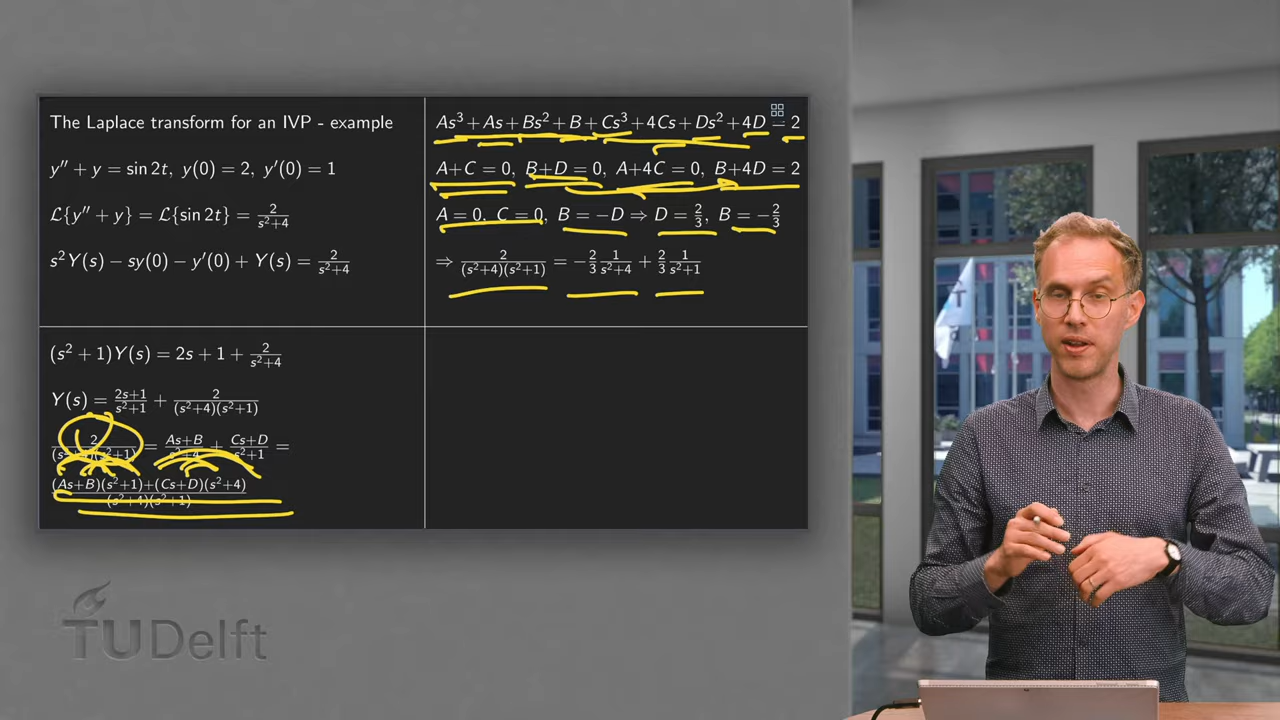 The Laplace transform for an IVP - example
y″ + y = sin 2t, y(0) = 2, y′(0) = 1
ℒ{y″ + y} = ℒ{sin 2t} = 2/(s²+4)
s²Y(s) − sy(0) − y′(0) + Y(s) = 2/(s²+4)
(s² + 1)Y(s) = 2s + 1 + 2/(s²+4)
Y(s) = (2s+1)/(s²+1) + 2/((s²+4)(s²+1))
2/((s²+4)(s²+1)) = (As+B)/(s²+4) + (Cs+D)/(s²+1) =
((As+B)(s²+1)+(Cs+D)(s²+4))/((s²+4)(s²+1))
As³ + As + Bs² + B + Cs³ + 4Cs + Ds² + 4D = 2
A+C = 0, B+D = 0, A+4C = 0, B+4D = 2
A = 0, C = 0, B = −D ⇒ D = 2/3, B = −2/3
⇒ 2/((s²+4)(s²+1)) = −2/3 1/(s²+4) + 2/3 1/(s²+1)
TUDelft